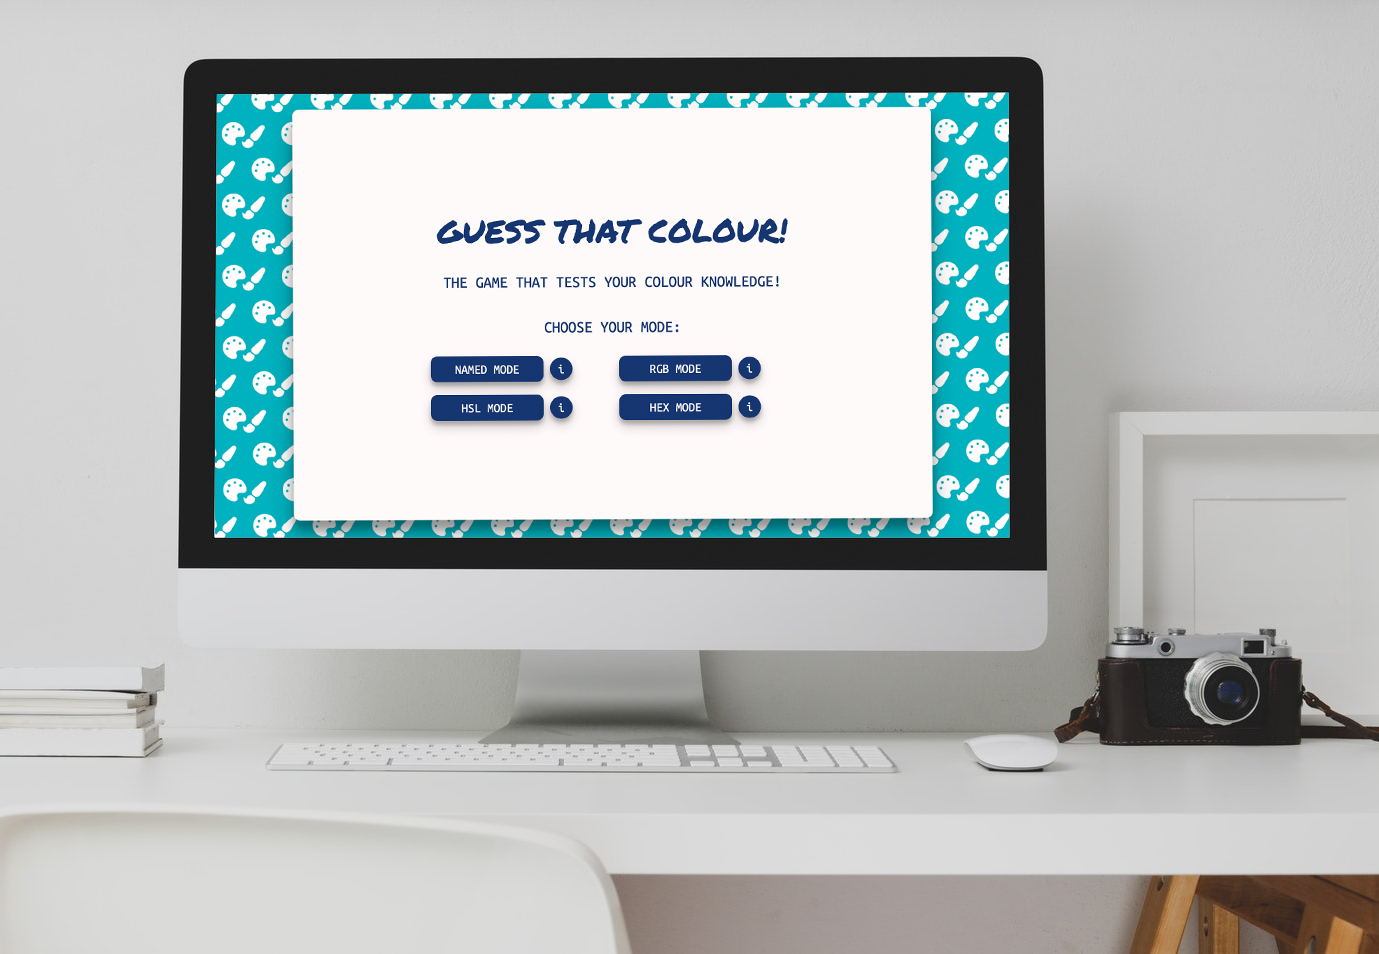 GUESS THAT COLOUR!
THE GAME THAT TESTS YOUR COLOUR KNOWLEDGE!
CHOOSE YOUR MODE:
NAMED MODE i RGB MODE i
HSL MODE i HEX MODE i